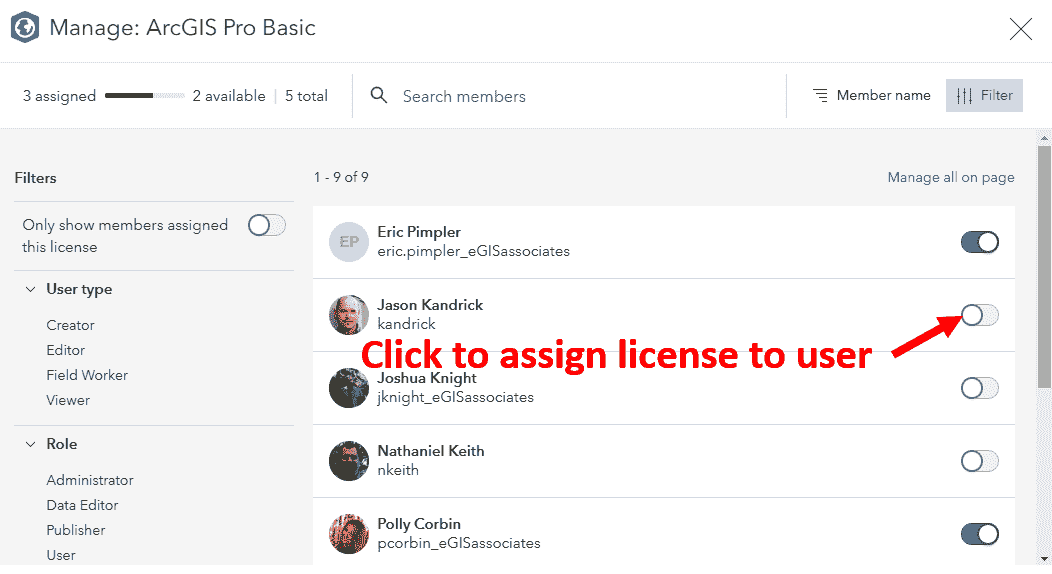 Manage: ArcGIS Pro Basic
3 assigned 2 available 5 total
Search members
Member name
Filter
Filters
Only show members assigned
this license
User type
Creator
Editor
Field Worker
Viewer
Role
Administrator
Data Editor
Publisher
User
1 - 9 of 9
Manage all on page
EP
Eric Pimpler
eric.pimpler_eGISassociates
Jason Kandrick
kandrick
Click to assign license to user
Joshua Knight
jknight_eGISassociates
Nathaniel Keith
nkeith
Polly Corbin
pcorbin_eGISassociates